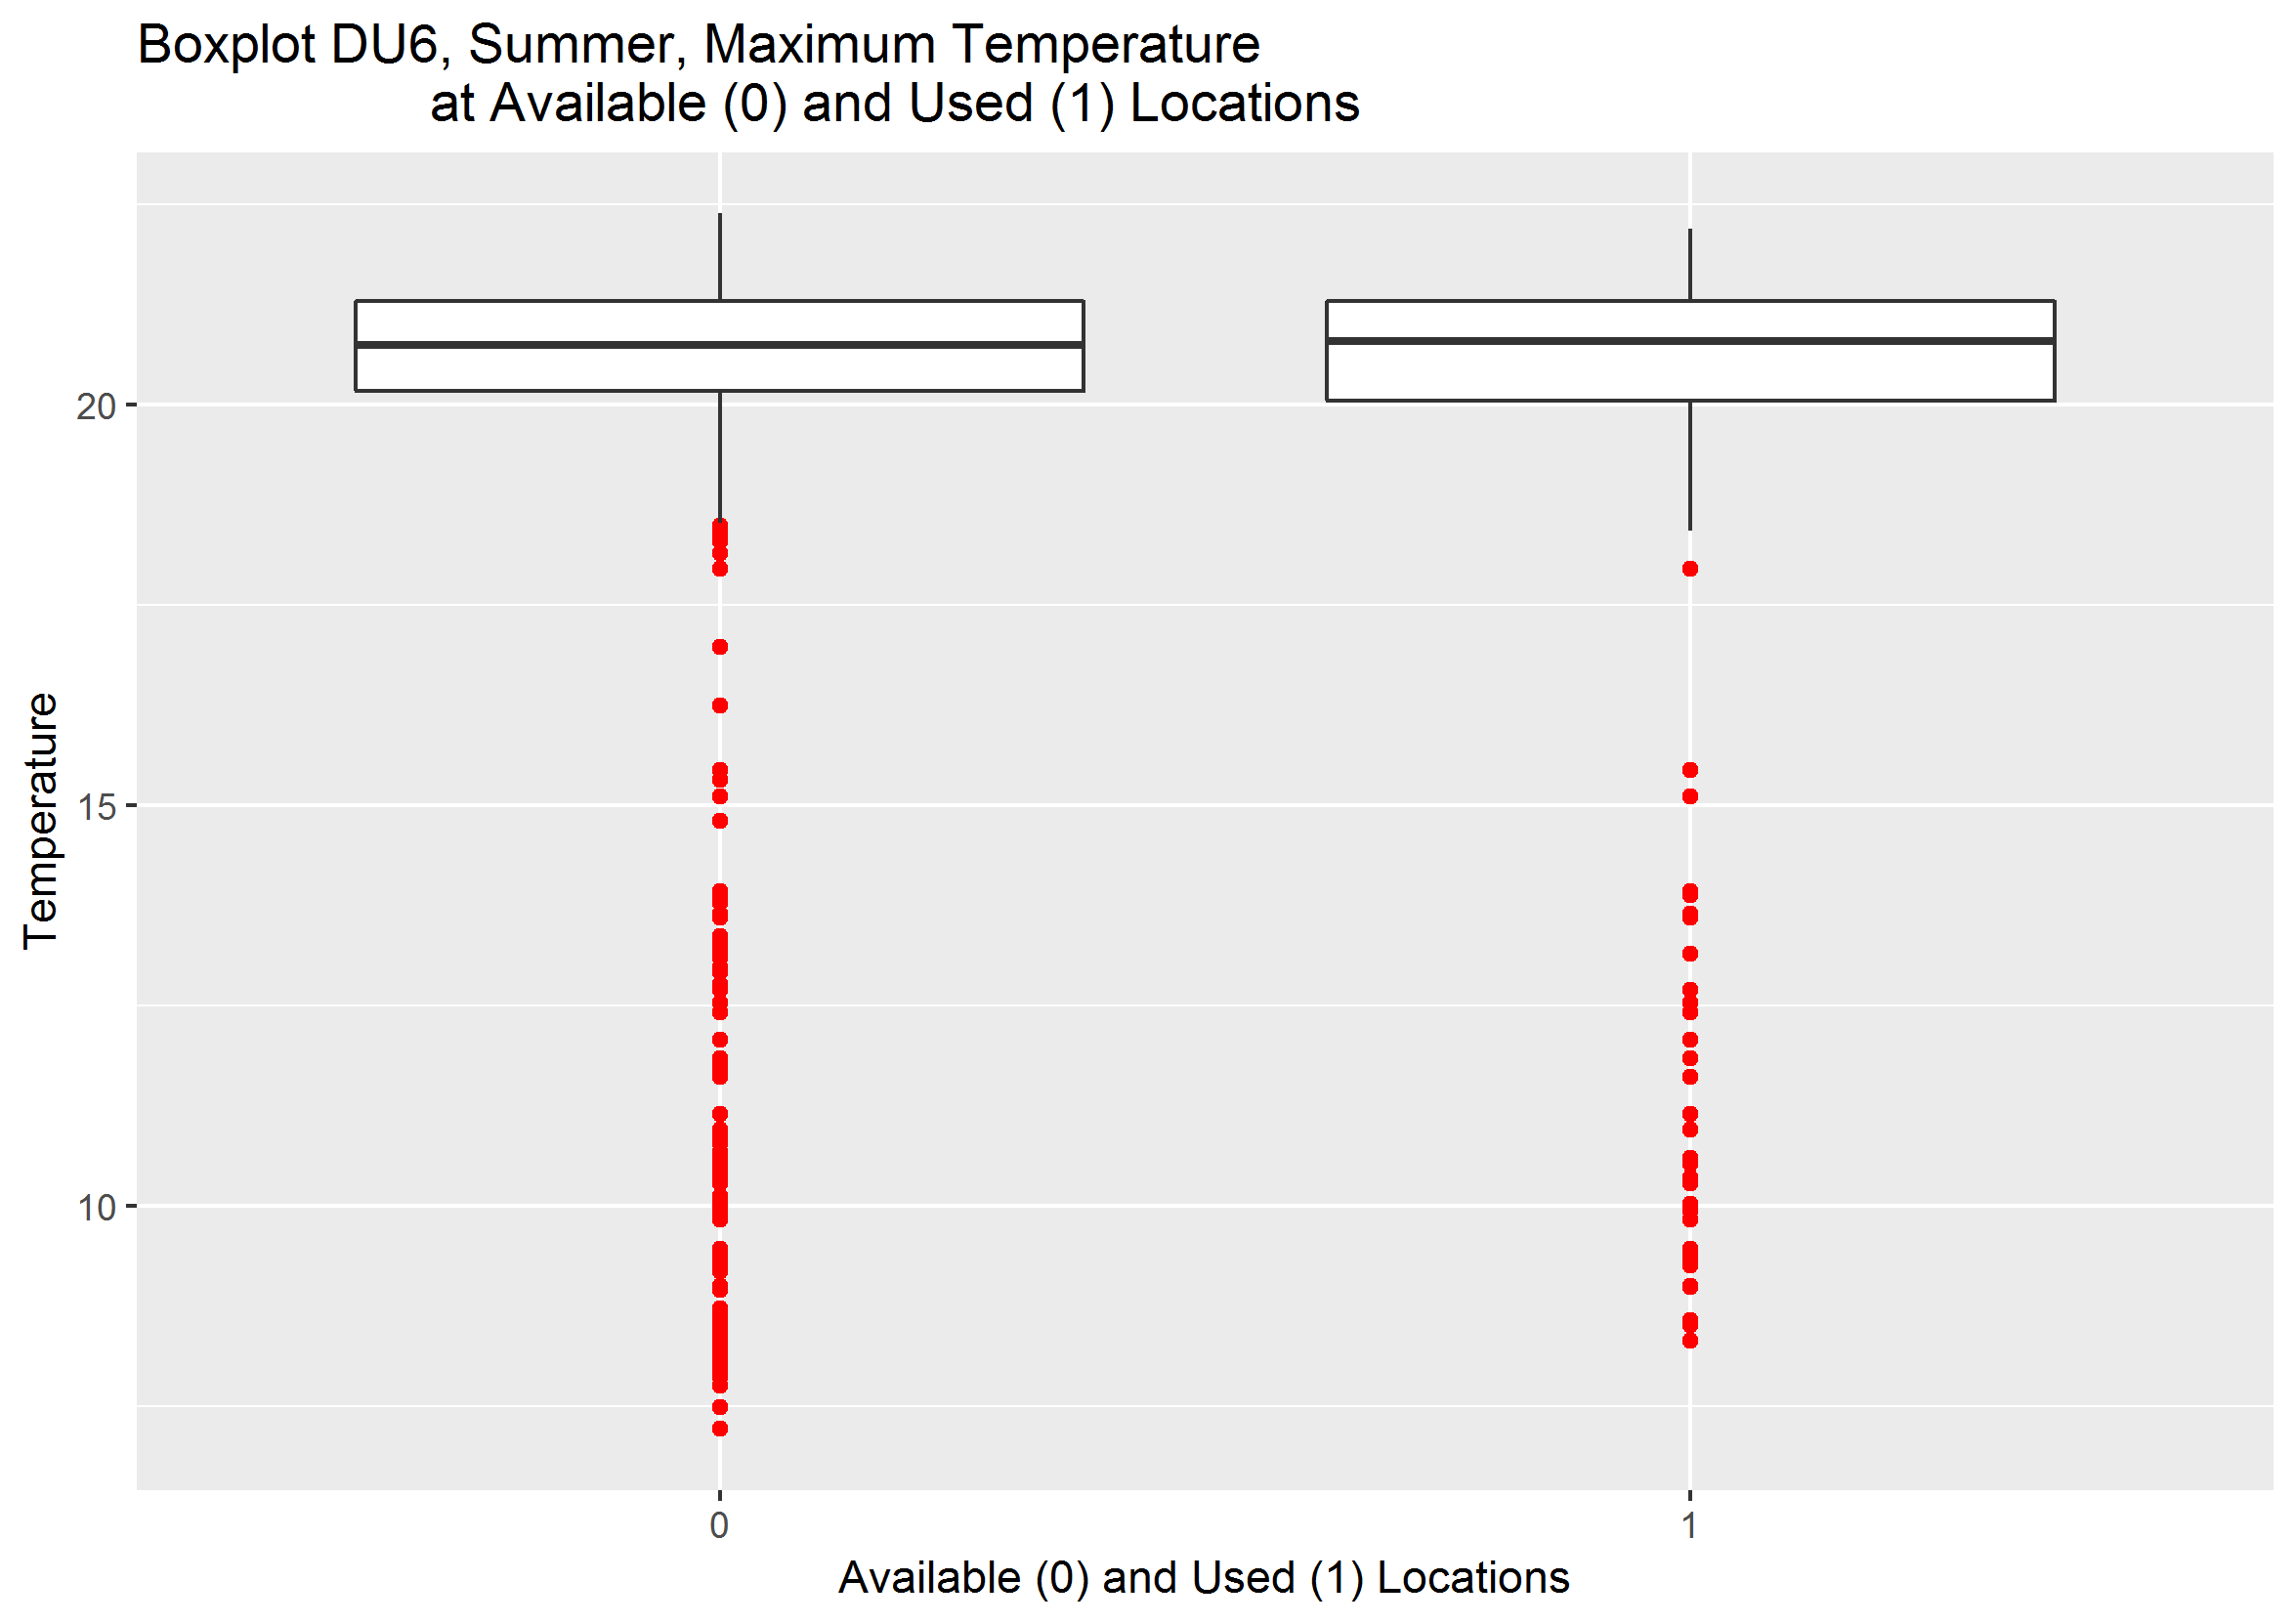 Boxplot DU6, Summer, Maximum Temperature
at Available (0) and Used (1) Locations
Temperature
20
15
10
0
1
Available (0) and Used (1) Locations